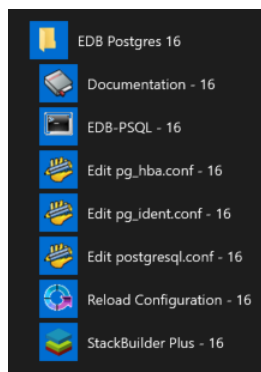 EDB Postgres 16
Documentation - 16
EDB-PSQL - 16
Edit pg_hba.conf - 16
Edit pg_ident.conf - 16
Edit postgresql.conf - 16
Reload Configuration - 16
StackBuilder Plus - 16